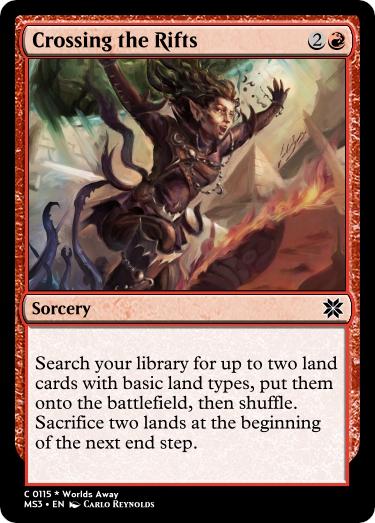 Crossing the Rifts 2
Sorcery
Search your library for up to two land
cards with basic land types, put them
onto the battlefield, then shuffle.
Sacrifice two lands at the beginning
of the next end step.
C 0115 * Worlds Away
MS3 • EN Carlo Reynolds